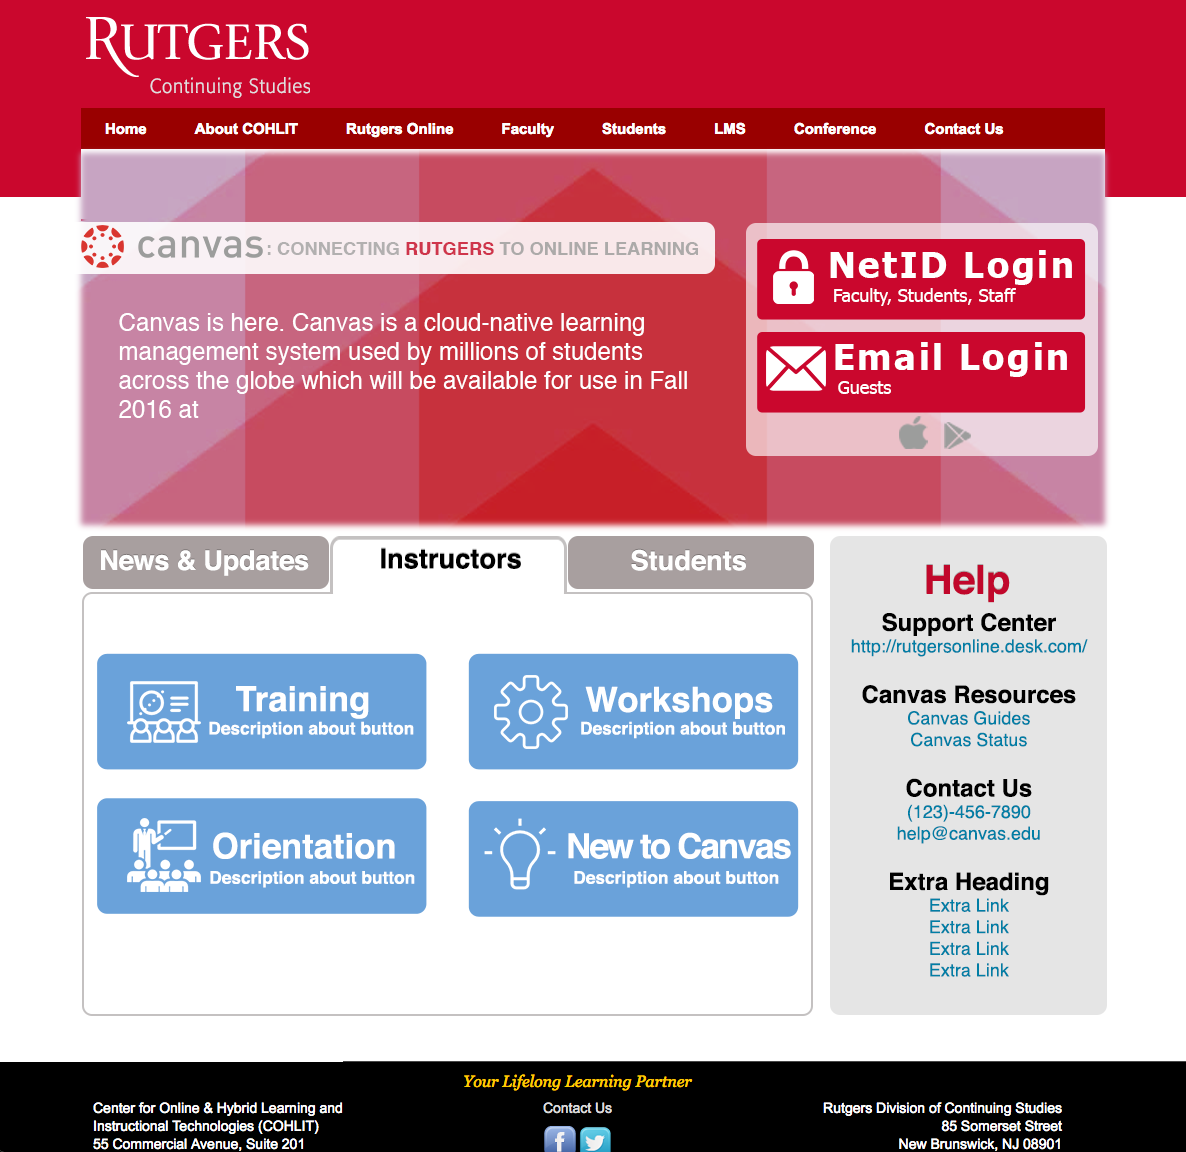 RUTGERS
Continuing Studies
Home About COHLIT Rutgers Online Faculty Students LMS Conference Contact Us
canvas: CONNECTING RUTGERS TO ONLINE LEARNING
Canvas is here. Canvas is a cloud-native learning
management system used by millions of students
across the globe which will be available for use in Fall
2016 at
NetID Login
Faculty, Students, Staff
Email Login
Guests
News & Updates Instructors Students
Training
Description about button
Workshops
Description about button
Orientation
Description about button
New to Canvas
Description about button
Help
Support Center
http://rutgersonline.desk.com/
Canvas Resources
Canvas Guides
Canvas Status
Contact Us
(123)-456-7890
help@canvas.edu
Extra Heading
Extra Link
Extra Link
Extra Link
Extra Link
Your Lifelong Learning Partner
Center for Online & Hybrid Learning and
Instructional Technologies (COHLIT)
55 Commercial Avenue, Suite 201
Contact Us
Rutgers Division of Continuing Studies
85 Somerset Street
New Brunswick, NJ 08901